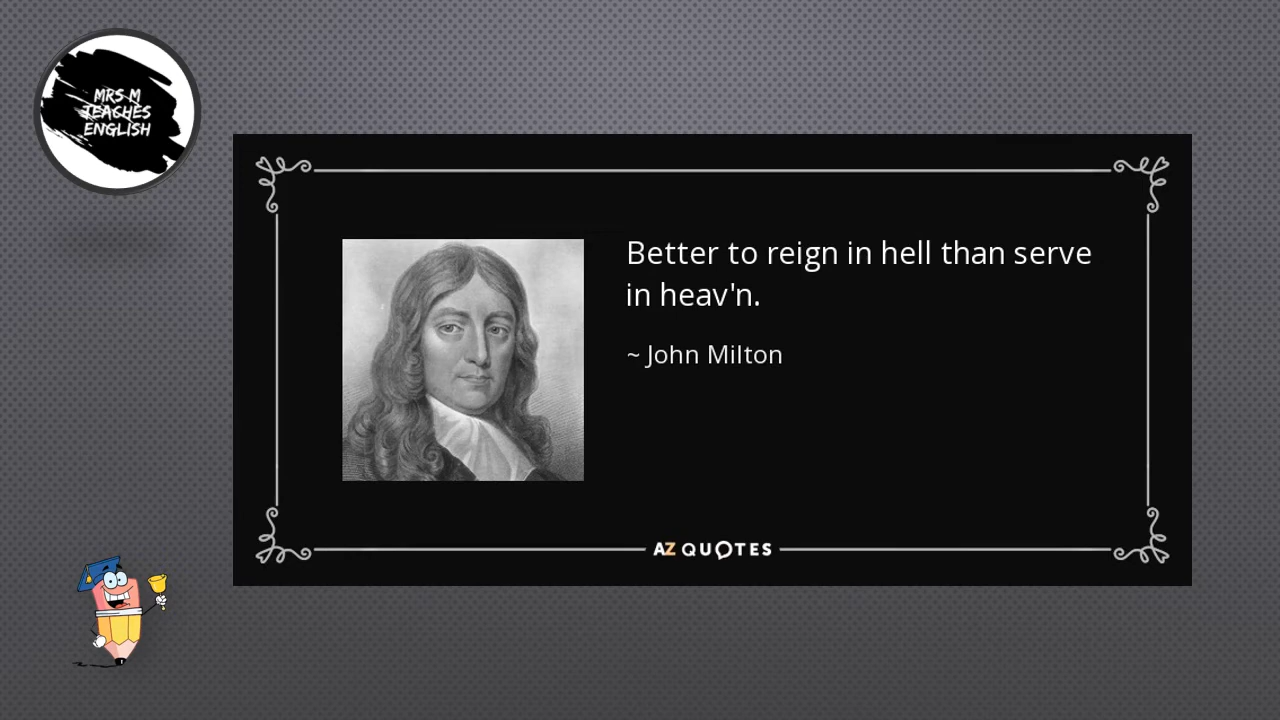 MRS M
TEACHES
ENGLISH
Better to reign in hell than serve
in heav'n.
~ John Milton
AZ QUOTES